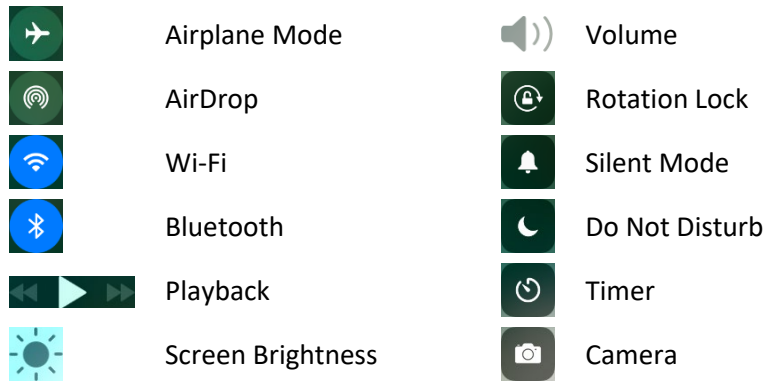 Airplane Mode
Volume
AirDrop
Rotation Lock
Wi-Fi
Silent Mode
Bluetooth
Do Not Disturb
Playback
Timer
Screen Brightness
Camera